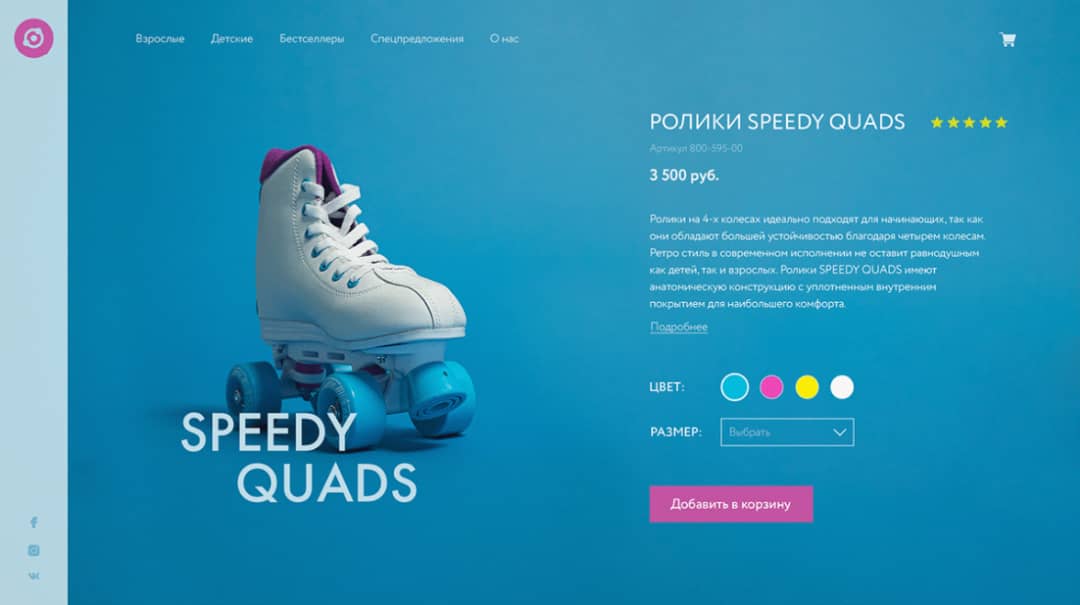 Взрослые Детские Бестселлеры Спецпредложения О нас
РОЛИКИ SPEEDY QUADS
Артикул 800-595-00
3 500 руб.
Ролики на 4-х колесах идеально подходят для начинающих, так как
они обладают большей устойчивостью благодаря четырем колесам.
Ретро стиль в современном исполнении не оставит равнодушным
как детей, так и взрослых. Ролики SPEEDY QUADS имеют
анатомическую конструкцию с уплотненным внутренним
покрытием для наибольшего комфорта.
Подробнее
ЦВЕТ:
РАЗМЕР: Выбрать
Добавить в корзину
SPEEDY
QUADS